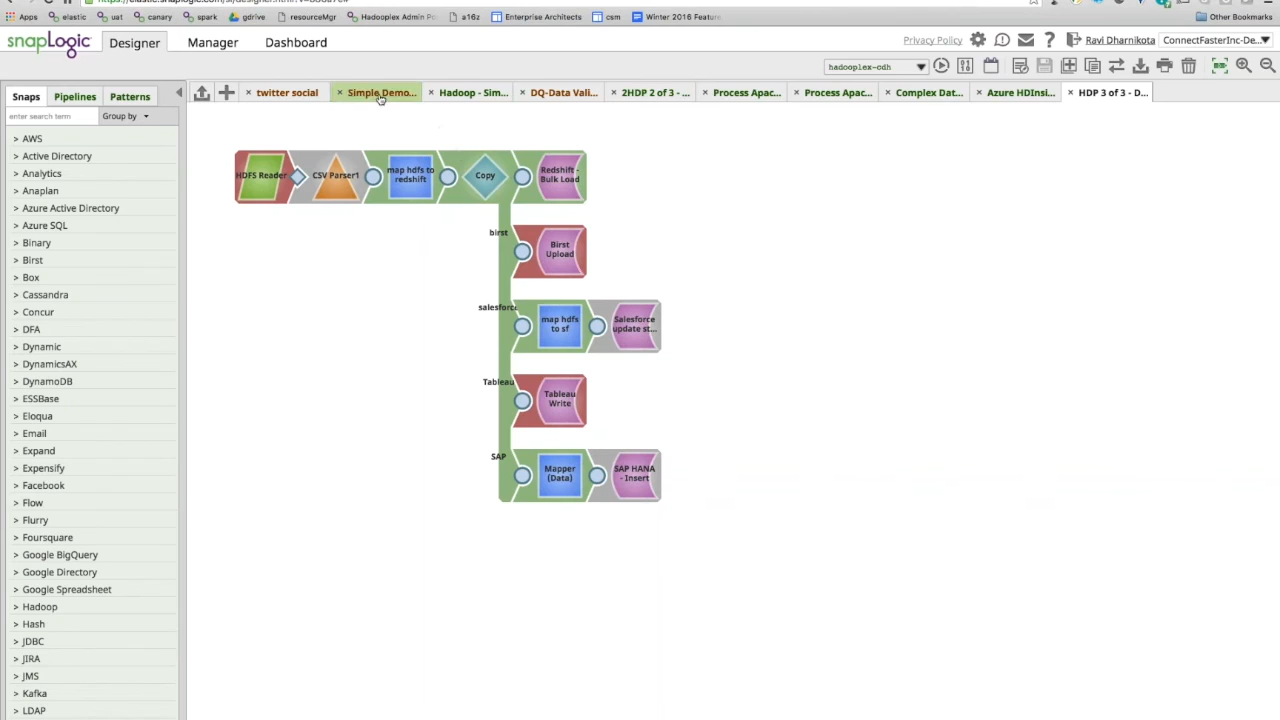 Apps elastic uat canary spark gdrive resourceMgr Hadooplex Admin Po a16z Enterprise Architects csm Winter 2016 Feature Other Bookmarks
snapLogic Designer Manager Dashboard Privacy Policy ? Ravi Dharnikota ConnectFasterInc-De...
hadooplex-cdh
Snaps Pipelines Patterns
× twitter social × Simple Demo... × Hadoop - Sim... × DQ-Data Vali... × 2HDP 2 of 3 - ... × Process Apac... × Process Apac... × Complex Dat... × Azure HDInsi... × HDP 3 of 3 - D...
enter search term Group by
> AWS
> Active Directory
> Analytics
> Anaplan
> Azure Active Directory
> Azure SQL
> Binary
> Birst
> Box
> Cassandra
> Concur
> DFA
> Dynamic
> DynamicsAX
> DynamoDB
> ESSBase
> Eloqua
> Email
> Expand
> Expensify
> Facebook
> Flow
> Flurry
> Foursquare
> Google BigQuery
> Google Directory
> Google Spreadsheet
> Hadoop
> Hash
> JDBC
> JIRA
> JMS
> Kafka
> LDAP
HDFS Reader
CSV Parser1
map hdfs to
redshift
Copy
Redshift -
Bulk Load
birst
Birst
Upload
salesforce
map hdfs
to sf
Salesforce
update st...
Tableau
Tableau
Write
SAP
Mapper
(Data)
SAP HANA
- Insert